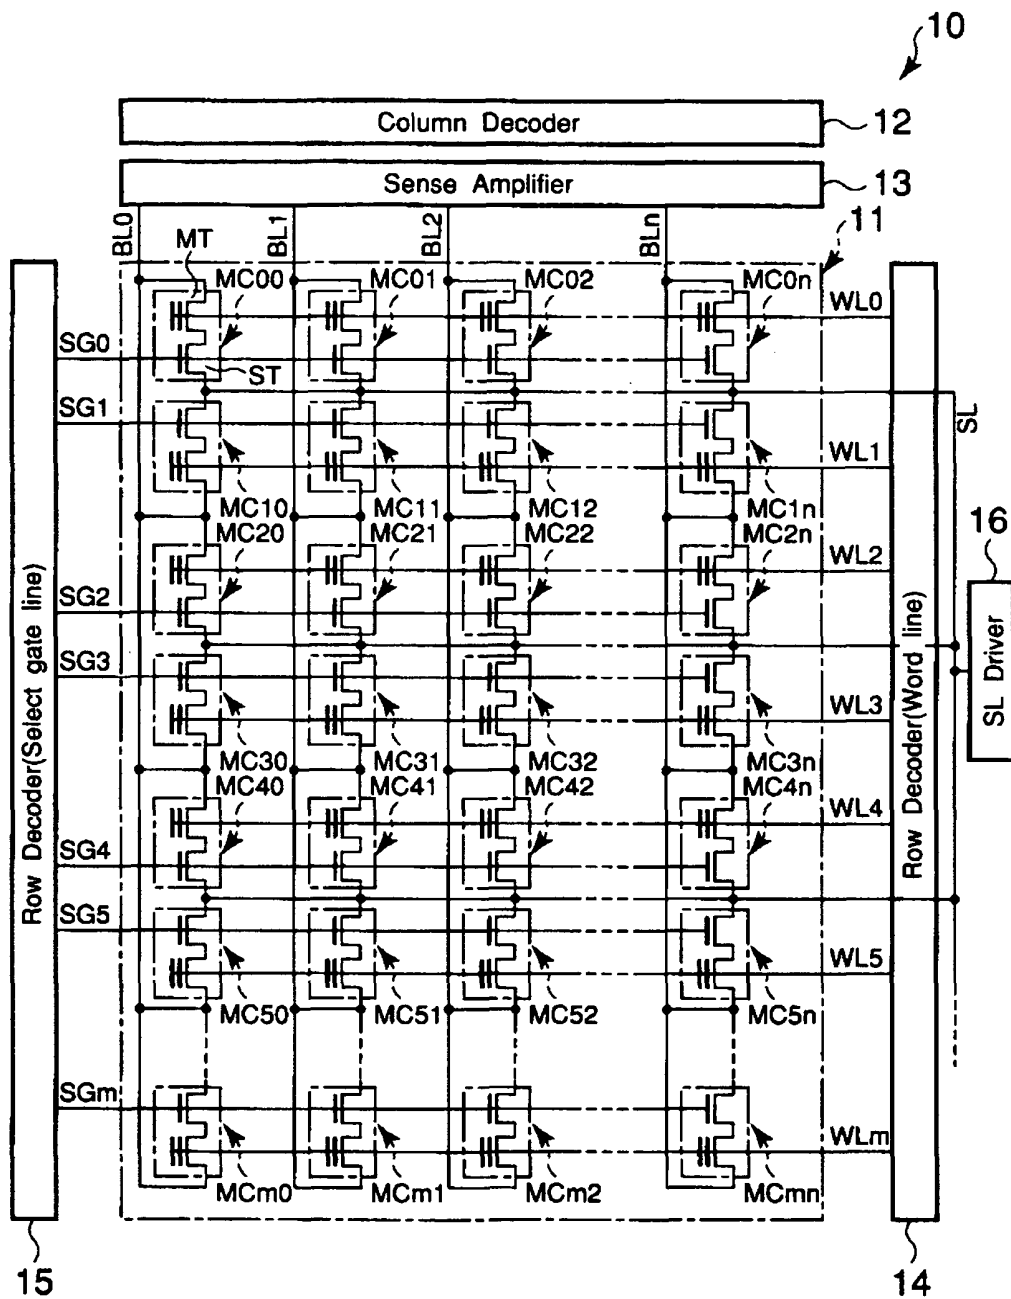 10
Column Decoder
12
Sense Amplifier
13
BL0 BL1 BL2 BLn
11
MT
MC00 MC01 MC02 MC0n
WL0
SG0
ST
SG1
SL
WL1
MC10 MC11 MC12 MC1n
MC20 MC21 MC22 MC2n
16
WL2
SG2
SG3
WL3
MC30 MC31 MC32 MC3n
MC40 MC41 MC42 MC4n
WL4
SG4
SG5
WL5
MC50 MC51 MC52 MC5n
SGm
WLm
MCm0 MCm1 MCm2 MCmn
Row Decoder(Select gate line)
Row Decoder(Word line)
SL Driver
15
14